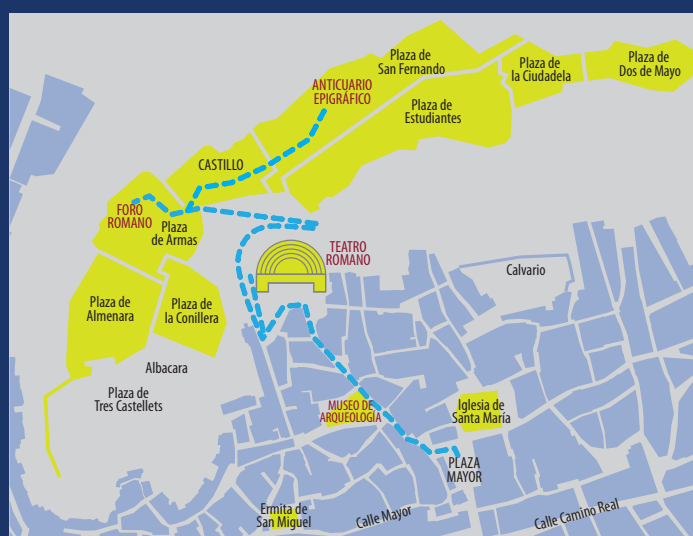 Plaza de
San Fernando
Plaza de
la Ciudadela
Plaza de
Dos de Mayo
ANTICUARIO
EPIGRÁFICO
Plaza de
Estudiantes
CASTILLO
FORO
ROMANO
Plaza
de Armas
TEATRO
ROMANO
Calvario
Plaza de
Almenara
Plaza de
la Conillera
Albacara
Plaza de
Tres Castellets
MUSEO DE
ARQUEOLOGÍA
Iglesia de
Santa María
PLAZA
MAYOR
Ermita de
San Miguel
Calle Mayor
Calle Camino Real